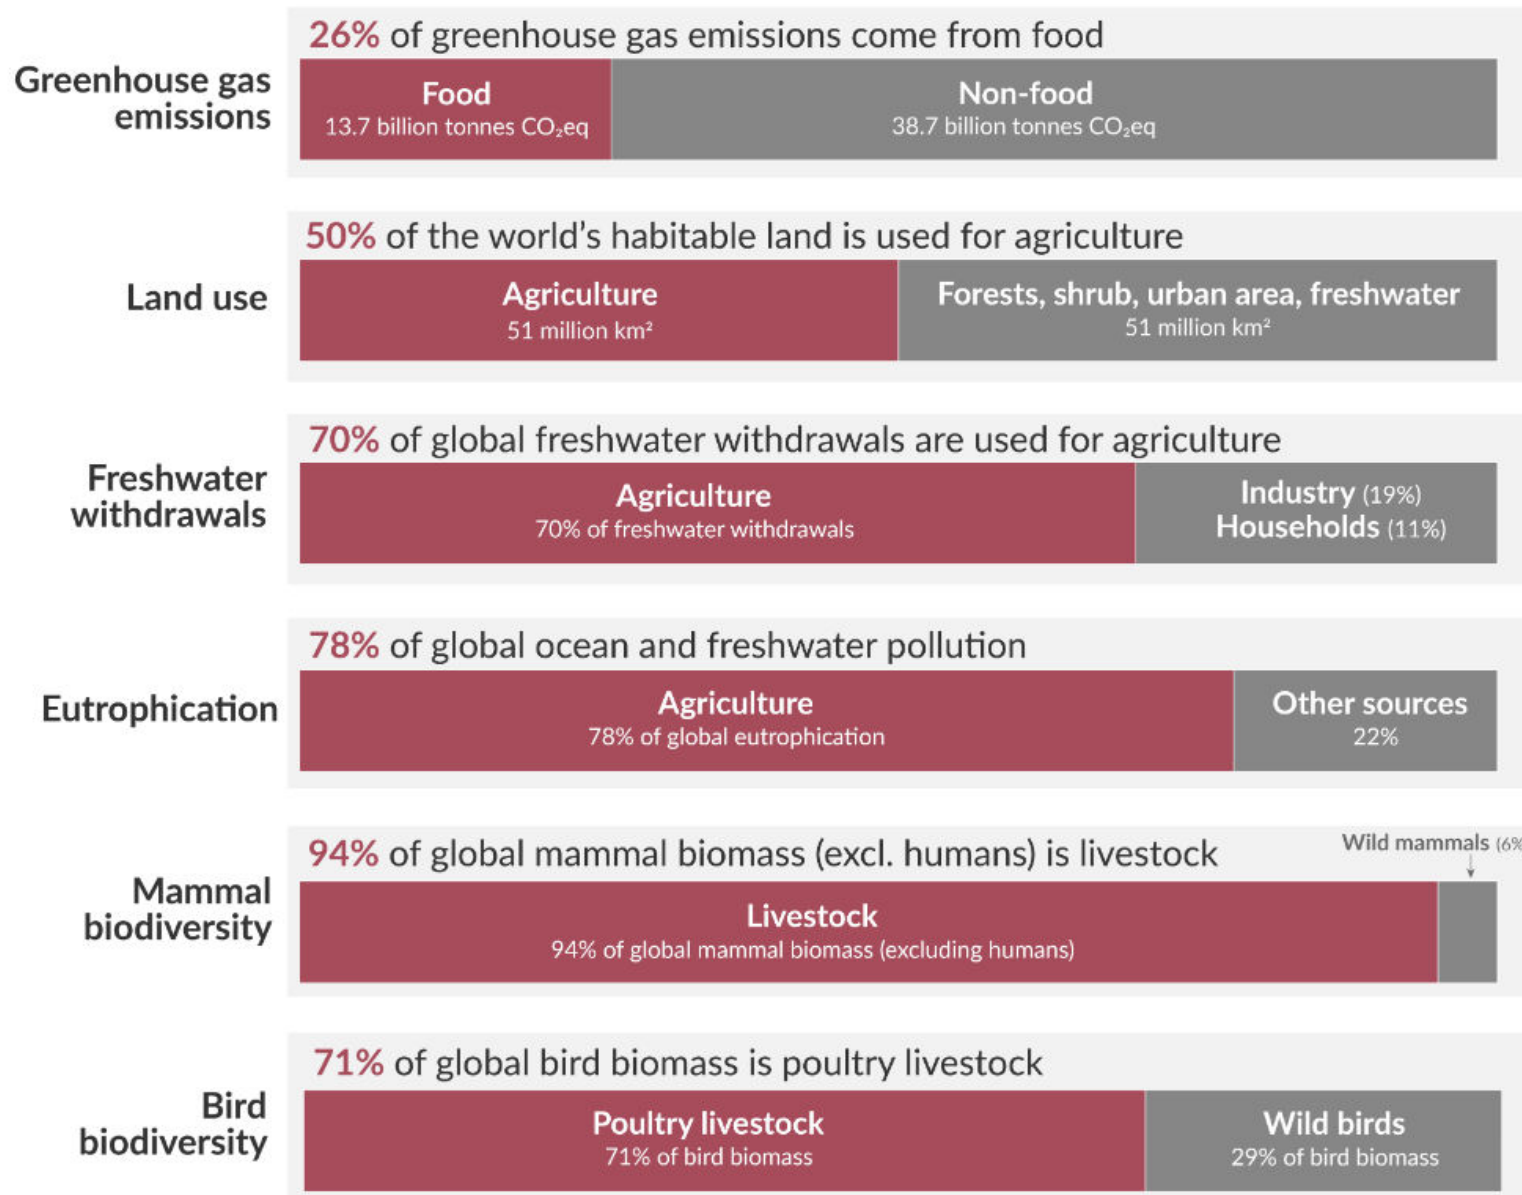 26% of greenhouse gas emissions come from food
Greenhouse gas
emissions
Food
13.7 billion tonnes CO₂eq
Non-food
38.7 billion tonnes CO₂eq
50% of the world's habitable land is used for agriculture
Land use
Agriculture
51 million km²
Forests, shrub, urban area, freshwater
51 million km²
70% of global freshwater withdrawals are used for agriculture
Freshwater
withdrawals
Agriculture
70% of freshwater withdrawals
Industry (19%)
Households (11%)
78% of global ocean and freshwater pollution
Eutrophication
Agriculture
78% of global eutrophication
Other sources
22%
94% of global mammal biomass (excl. humans) is livestock
Wild mammals (6%
Mammal
biodiversity
Livestock
94% of global mammal biomass (excluding humans)
71% of global bird biomass is poultry livestock
Bird
biodiversity
Poultry livestock
71% of bird biomass
Wild birds
29% of bird biomass